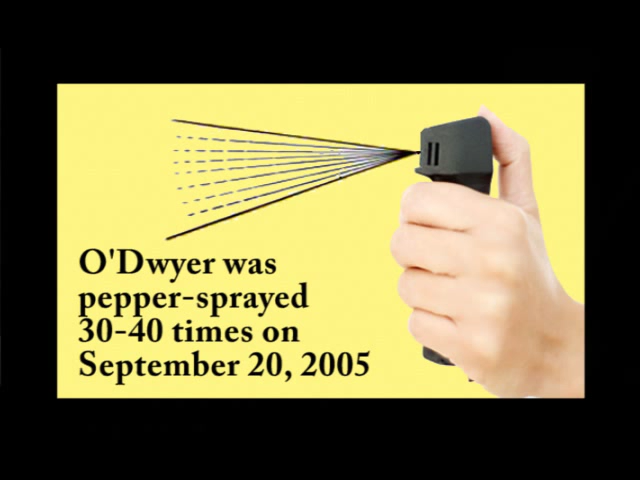 O'Dwyer was
pepper-sprayed
30-40 times on
September 20, 2005